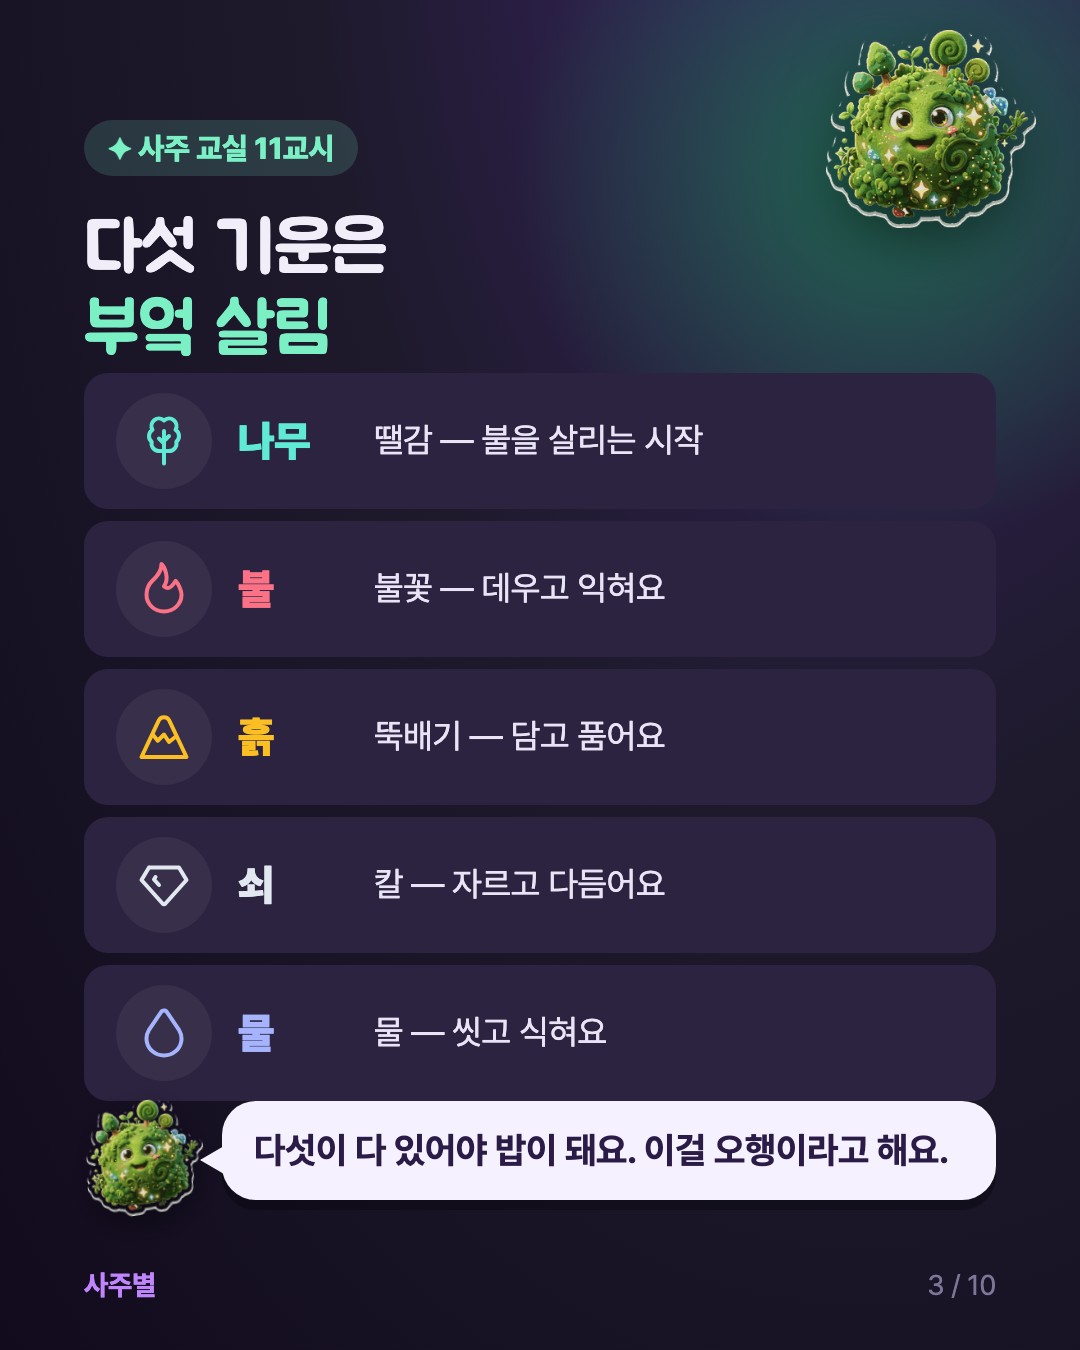 사주 교실 11교시
다섯 기운은
부엌 살림
나무 땔감 — 불을 살리는 시작
불 불꽃 — 데우고 익혀요
흙 뚝배기 — 담고 품어요
쇠 칼 — 자르고 다듬어요
물 물 — 씻고 식혀요
다섯이 다 있어야 밥이 돼요. 이걸 오행이라고 해요.
사주별 3 / 10